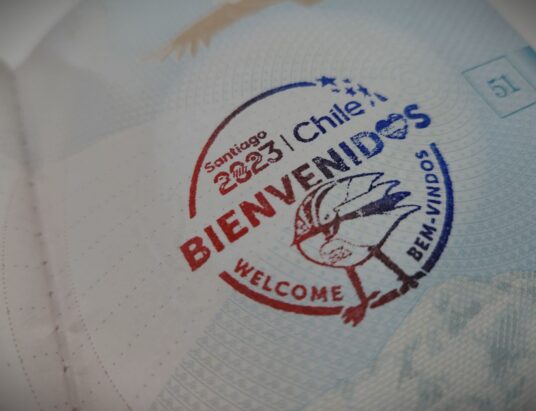 51
Santiago
2023 | Chile
BIENVENIDOS
WELCOME
BEM-VINDOS